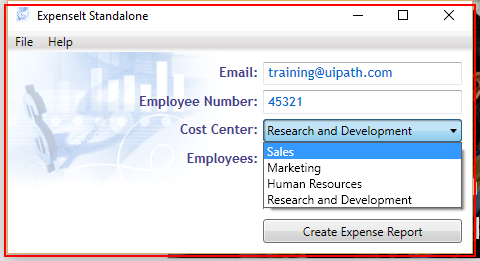 ExpenseIt Standalone
File Help
Email: training@uipath.com
Employee Number: 45321
Cost Center: Research and Development
Employees:
Sales
Marketing
Human Resources
Research and Development
Create Expense Report